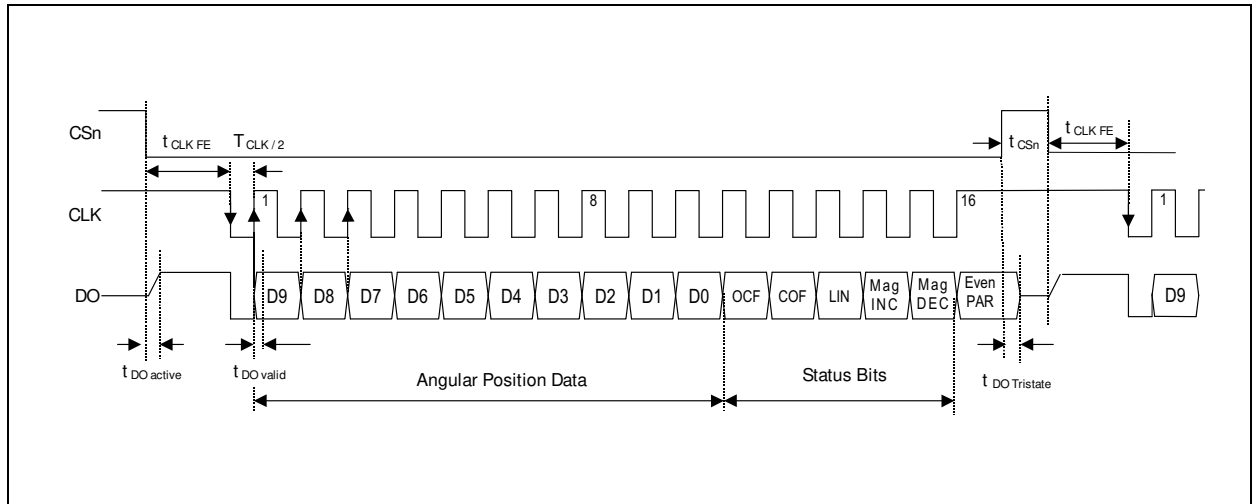 CSn
t CLK FE
T CLK / 2
t CSn
t CLK FE
CLK
1
8
16
1
DO
D9
D8
D7
D6
D5
D4
D3
D2
D1
D0
OCF
COF
LIN
Mag INC
Mag DEC
Even PAR
D9
t DO active
t DO valid
Angular Position Data
Status Bits
t DO Tristate